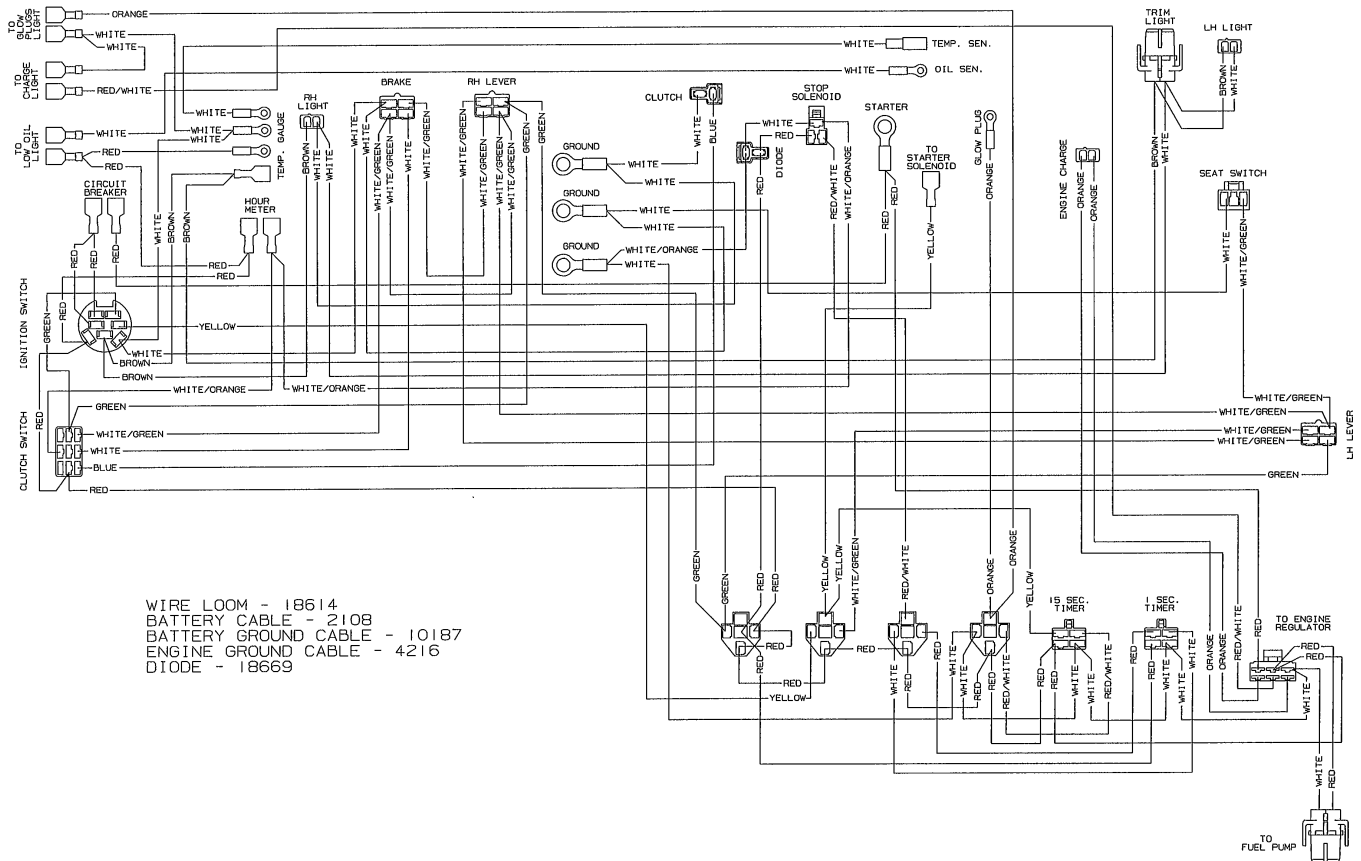 TO
GLOW
PLUGS
LIGHT
ORANGE
WHITE
WHITE
TO
CHARGE
LIGHT
RED/WHITE
TO
LOW OIL
LIGHT
WHITE
RED
RED
WHITE
WHITE
WHITE
TEMP. GAUGE
RH
LIGHT
BROWN
WHITE
WHITE
BRAKE
WHITE
WHITE/GREEN
WHITE/GREEN
WHITE
WHITE/GREEN
RH LEVER
WHITE/GREEN
WHITE/GREEN
WHITE/GREEN
WHITE/GREEN
GREEN
WHITE
TEMP. SEN.
WHITE
OIL SEN.
CLUTCH
WHITE
BLUE
STOP
SOLENOID
WHITE
RED
DIODE
RED
RED/WHITE
WHITE/ORANGE
STARTER
RED
RED
TO
STARTER
SOLENOID
YELLOW
GLOW PLUG
ORANGE
ENGINE CHARGE
ORANGE
ORANGE
TRIM
LIGHT
BROWN
WHITE
LH LIGHT
BROWN
WHITE
SEAT SWITCH
WHITE
WHITE/GREEN
GROUND
WHITE
WHITE
GROUND
WHITE
WHITE
GROUND
WHITE/ORANGE
WHITE
CIRCUIT
BREAKER
RED
RED
RED
HOUR
METER
RED
RED
WHITE
BROWN
BROWN
IGNITION SWITCH
GREEN
RED
YELLOW
WHITE
BROWN
BROWN
WHITE/ORANGE
WHITE/ORANGE
CLUTCH SWITCH
RED
GREEN
WHITE/GREEN
WHITE
BLUE
RED
WHITE/GREEN
WHITE/GREEN
WHITE/GREEN
WHITE/GREEN
LH LEVER
GREEN
GREEN
GREEN
RED
RED
RED
RED
RED
YELLOW
YELLOW
WHITE/GREEN
RED
YELLOW
RED/WHITE
WHITE
RED
ORANGE
ORANGE
WHITE
WHITE
RED
RED
RED/WHITE
YELLOW
15 SEC.
TIMER
RED
RED
WHITE
WHITE
RED/WHITE
1 SEC.
TIMER
RED
RED
WHITE
WHITE
WHITE
ORANGE
ORANGE
RED/WHITE
RED
TO ENGINE
REGULATOR
RED
RED
WHITE
WHITE
RED
TO
FUEL PUMP
WIRE LOOM - 18614
BATTERY CABLE - 2108
BATTERY GROUND CABLE - 10187
ENGINE GROUND CABLE - 4216
DIODE - 18669